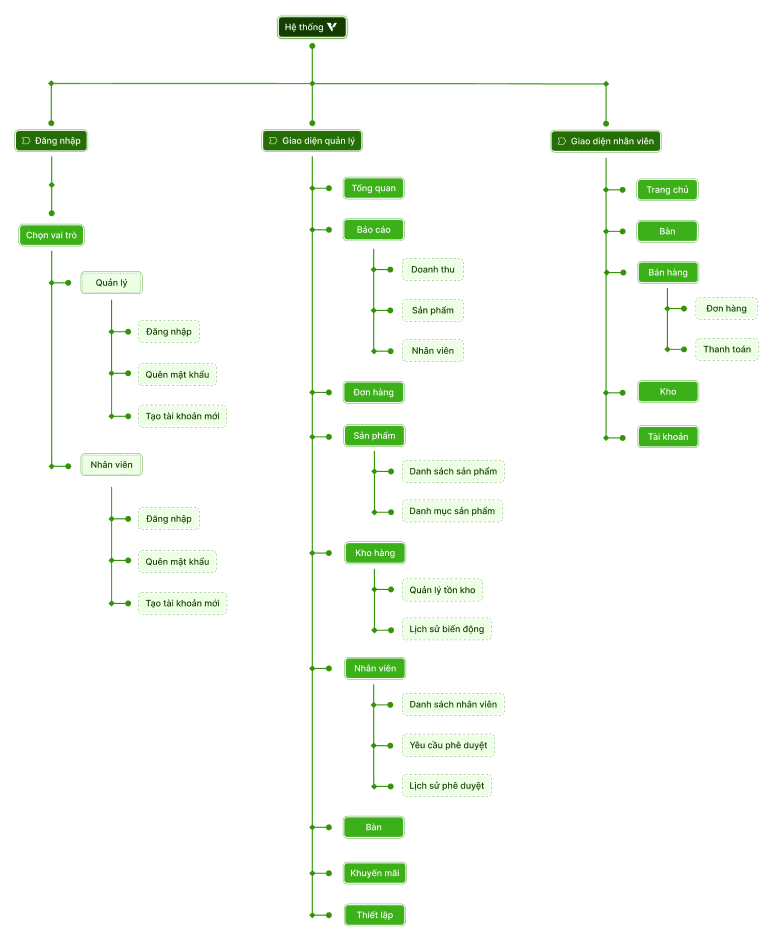 Hệ thống
Đăng nhập
Chọn vai trò
Quản lý
Đăng nhập
Quên mật khẩu
Tạo tài khoản mới
Nhân viên
Đăng nhập
Quên mật khẩu
Tạo tài khoản mới
Giao diện quản lý
Tổng quan
Báo cáo
Doanh thu
Sản phẩm
Nhân viên
Đơn hàng
Sản phẩm
Danh sách sản phẩm
Danh mục sản phẩm
Kho hàng
Quản lý tồn kho
Lịch sử biến động
Nhân viên
Danh sách nhân viên
Yêu cầu phê duyệt
Lịch sử phê duyệt
Bàn
Khuyến mãi
Thiết lập
Giao diện nhân viên
Trang chủ
Bàn
Bán hàng
Đơn hàng
Thanh toán
Kho
Tài khoản